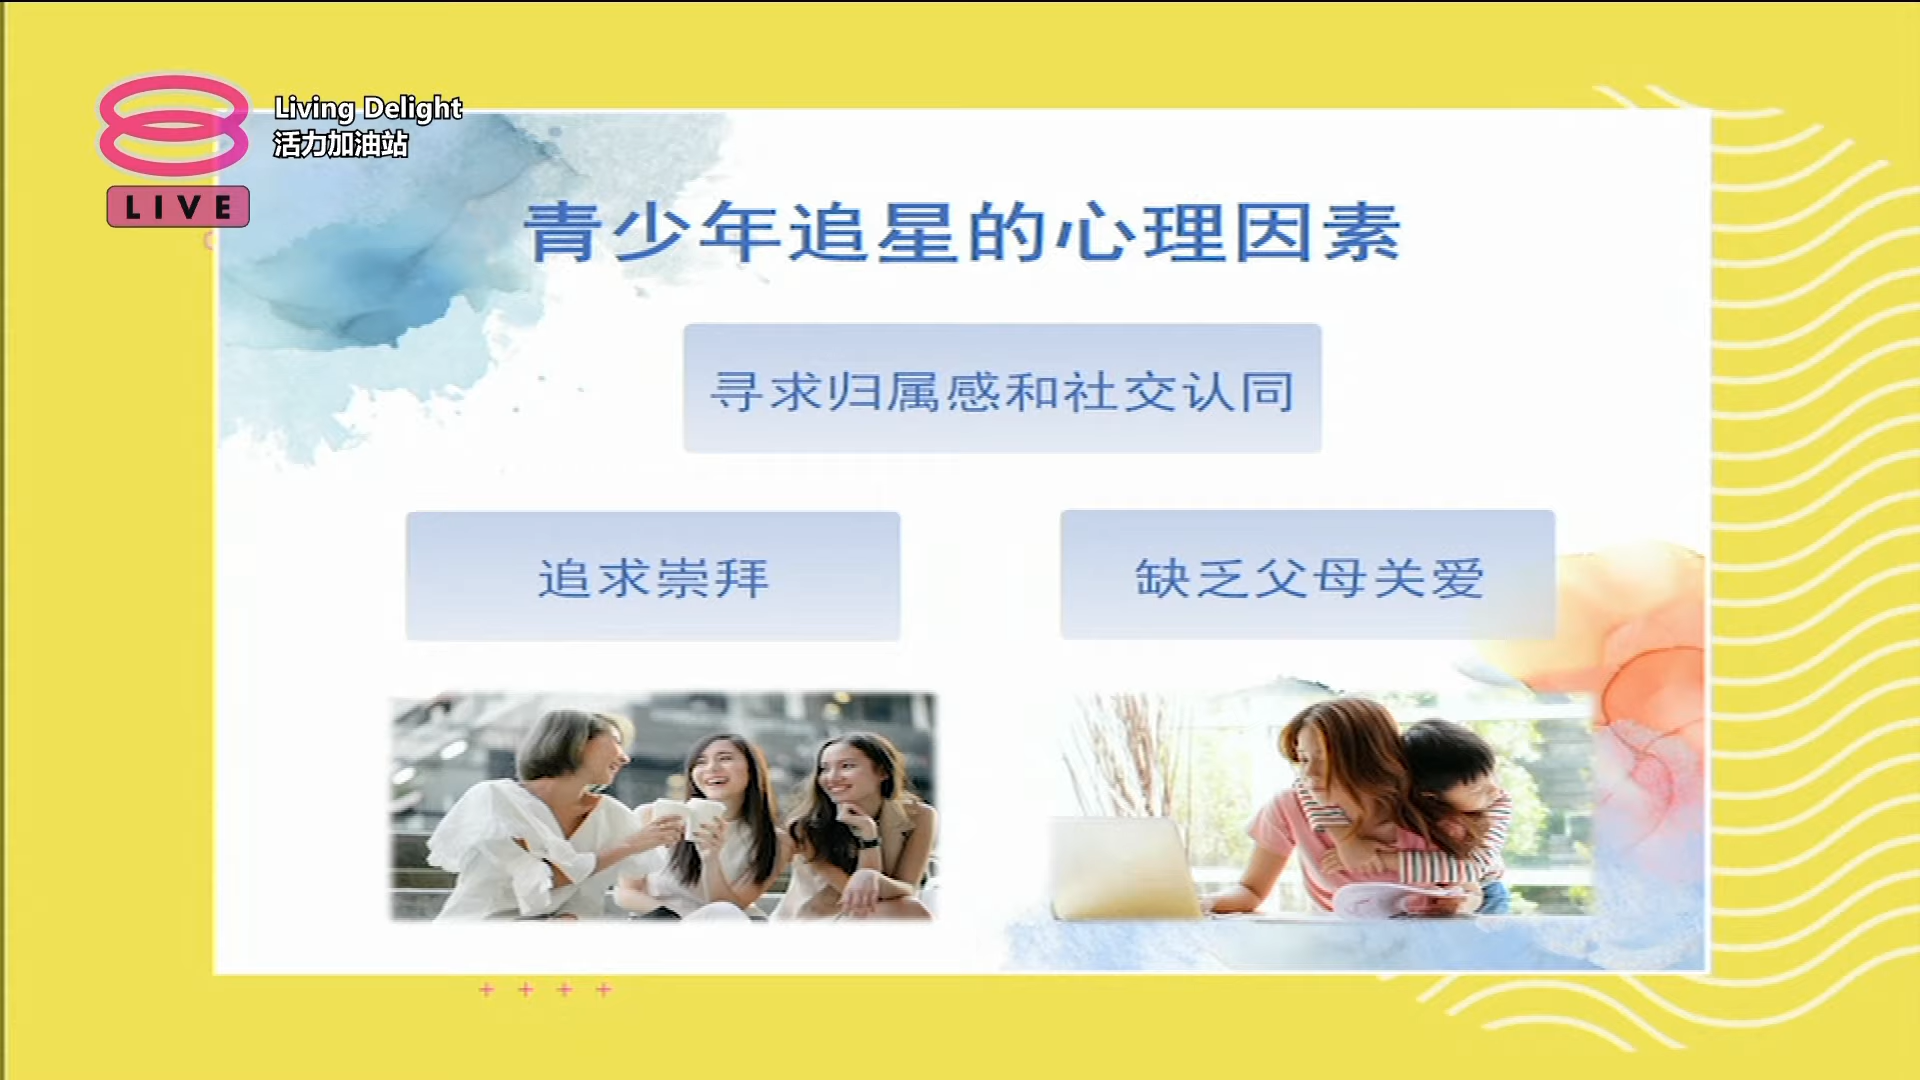 Living Delight
活力加油站
LIVE
青少年追星的心理因素
寻求归属感和社交认同
追求崇拜
缺乏父母关爱